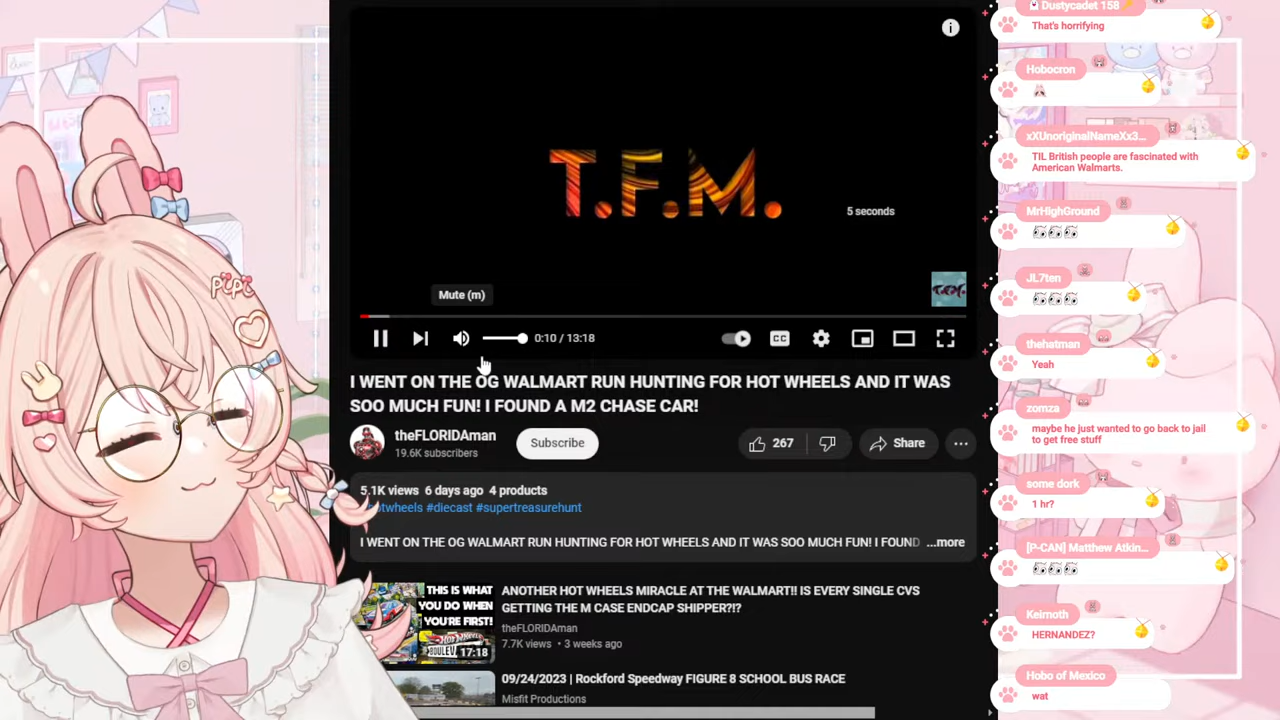 T.F.M.
5 seconds
Mute (m)
0:10 / 13:18
CC
I WENT ON THE OG WALMART RUN HUNTING FOR HOT WHEELS AND IT WAS
SOO MUCH FUN! I FOUND A M2 CHASE CAR!
theFLORIDAman
19.6K subscribers
Subscribe
267
Share
5.1K views 6 days ago 4 products
#diecast #supertreasurehunt
I WENT ON THE OG WALMART RUN HUNTING FOR HOT WHEELS AND IT WAS SOO MUCH FUN! I FOUND ...more
THIS IS WHAT
YOU DO WHEN
YOU'RE FIRST!
17:18
ANOTHER HOT WHEELS MIRACLE AT THE WALMART!! IS EVERY SINGLE CVS
GETTING THE M CASE ENDCAP SHIPPER?!?
theFLORIDAman
7.7K views • 3 weeks ago
09/24/2023 | Rockford Speedway FIGURE 8 SCHOOL BUS RACE
Misfit Productions
pipi
Dustycadet 158
That's horrifying
Hobocron
xXUnoriginalNameXx3...
TIL British people are fascinated with
American Walmarts.
MrHighGround
JL7ten
thehatman
Yeah
zomza
maybe he just wanted to go back to jail
to get free stuff
some dork
1 hr?
[P-CAN] Matthew Atkin...
Keimoth
HERNANDEZ?
Hobo of Mexico
wat